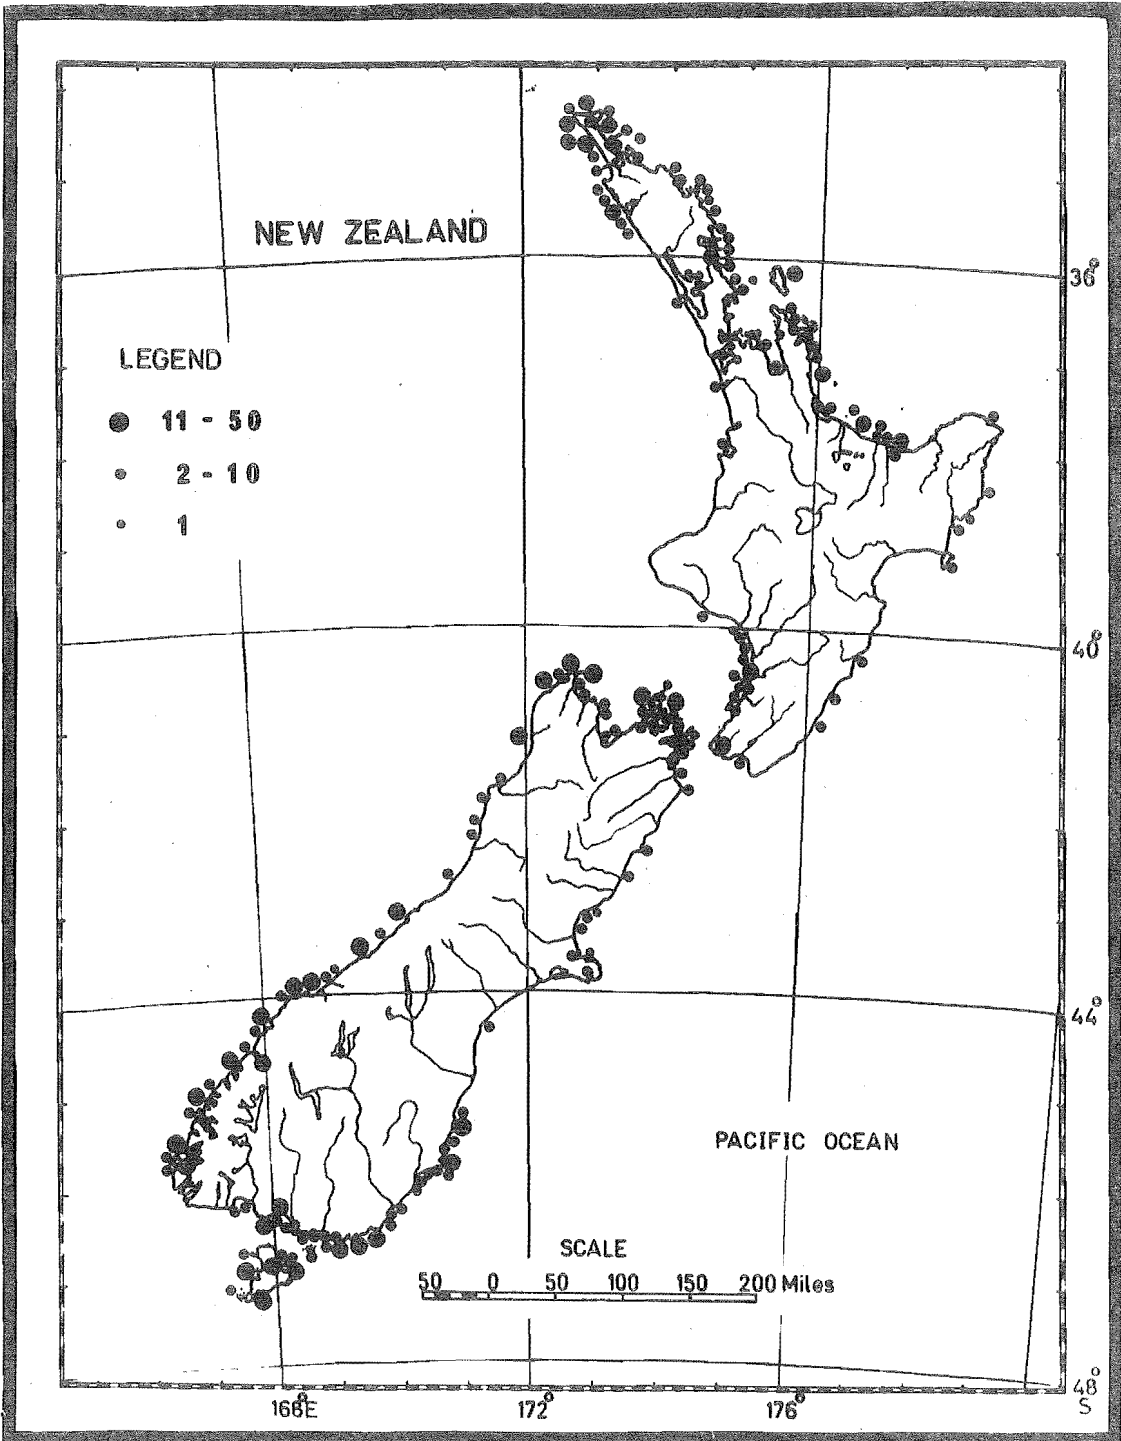 NEW ZEALAND
36°
LEGEND
11 - 50
2 - 10
1
40°
44°
PACIFIC OCEAN
SCALE
50 0 50 100 150 200 Miles
48°
S
168E 172° 176°